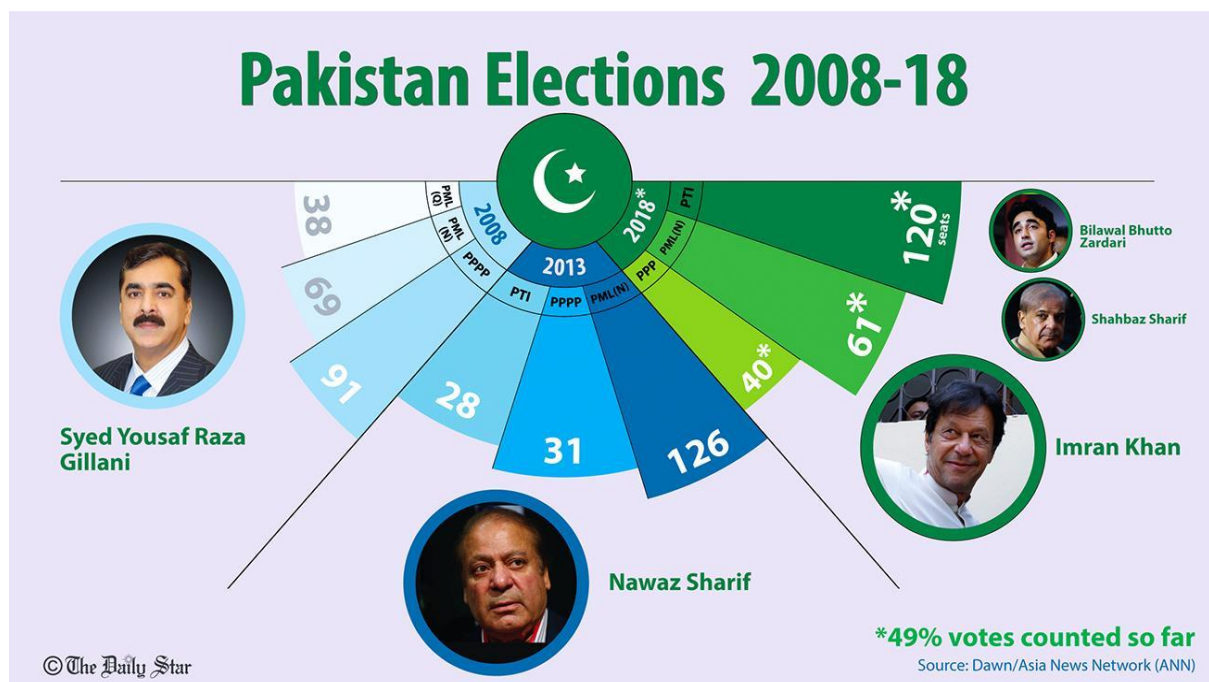 Pakistan Elections 2008-18
2008
PML
(Q)
38
PML
(N)
69
PPPP
91
2013
PTI
28
PPPP
31
PML(N)
126
2018*
PPP
40*
PML(N)
61*
PTI
120*
seats
Syed Yousaf Raza
Gillani
Nawaz Sharif
Bilawal Bhutto
Zardari
Shahbaz Sharif
Imran Khan
*49% votes counted so far
Source: Dawn/Asia News Network (ANN)
© The Daily Star